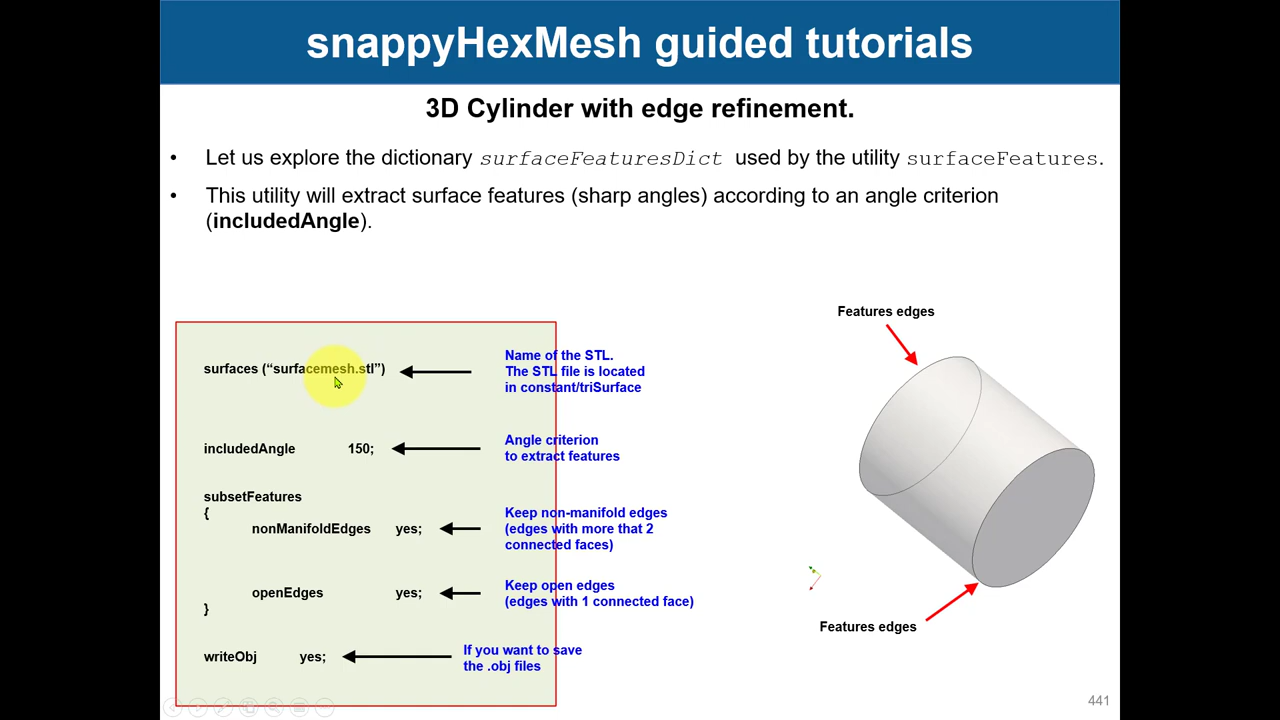 snappyHexMesh guided tutorials
3D Cylinder with edge refinement.
• Let us explore the dictionary surfaceFeaturesDict used by the utility surfaceFeatures.
• This utility will extract surface features (sharp angles) according to an angle criterion
(includedAngle).
surfaces (“surfacemesh.stl”)
Name of the STL.
The STL file is located
in constant/triSurface
includedAngle 150;
Angle criterion
to extract features
subsetFeatures
{
nonManifoldEdges yes;
Keep non-manifold edges
(edges with more that 2
connected faces)
openEdges yes;
Keep open edges
(edges with 1 connected face)
}
writeObj yes;
If you want to save
the .obj files
Features edges
Features edges
441